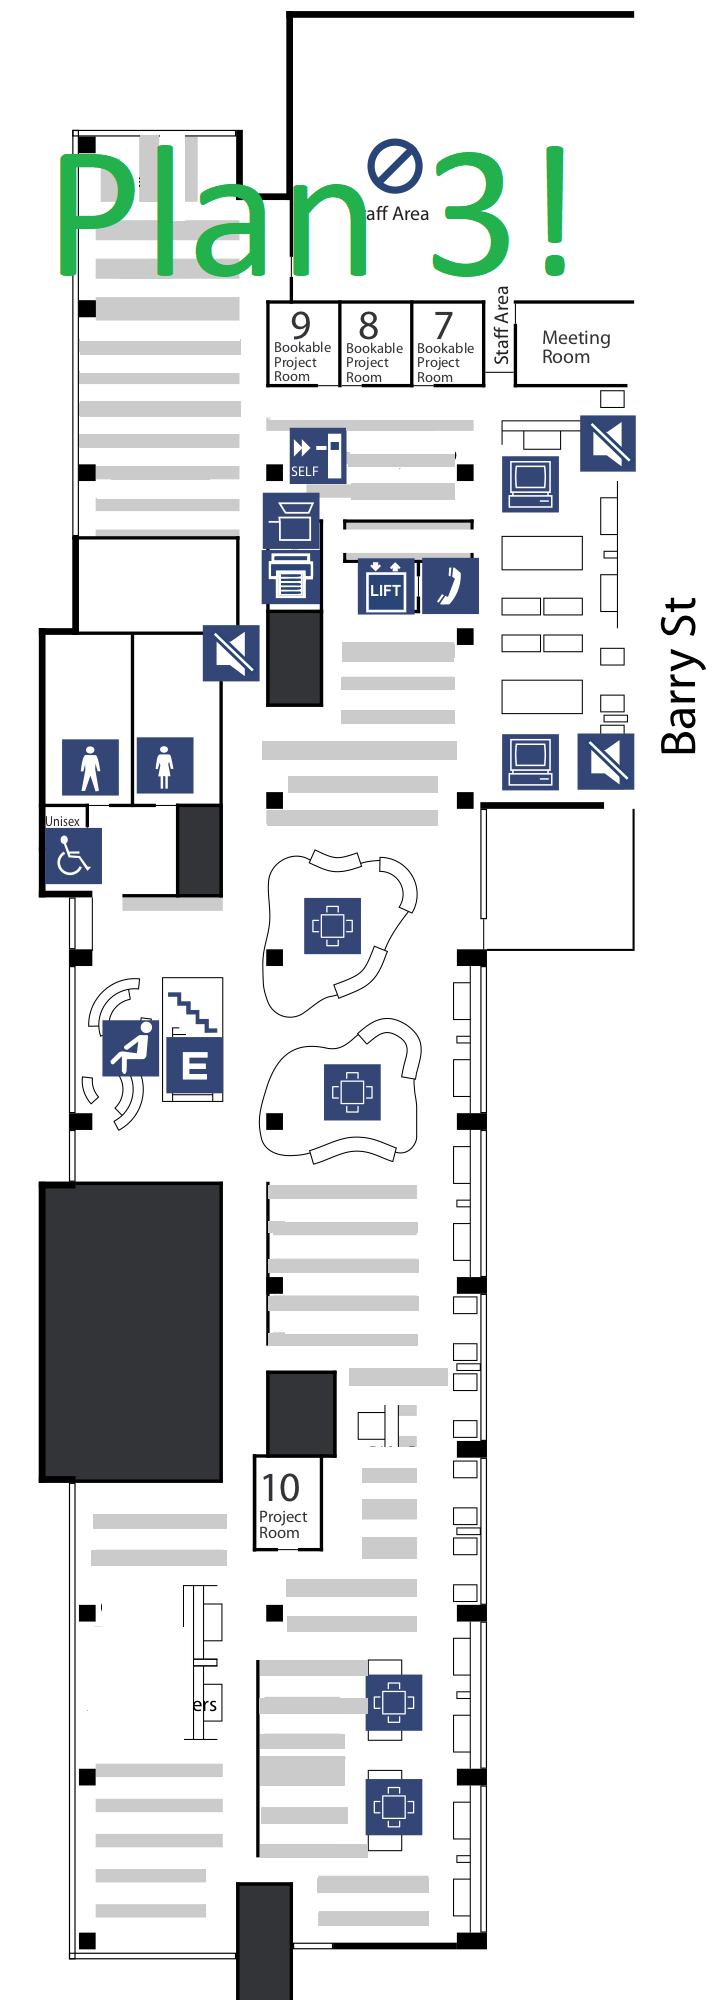 Plan 3!
aff Area
Staff Area
9
Bookable
Project
Room
8
Bookable
Project
Room
7
Bookable
Project
Room
Meeting
Room
SELF
LIFT
Barry St
Unisex
E
10
Project
Room
ers